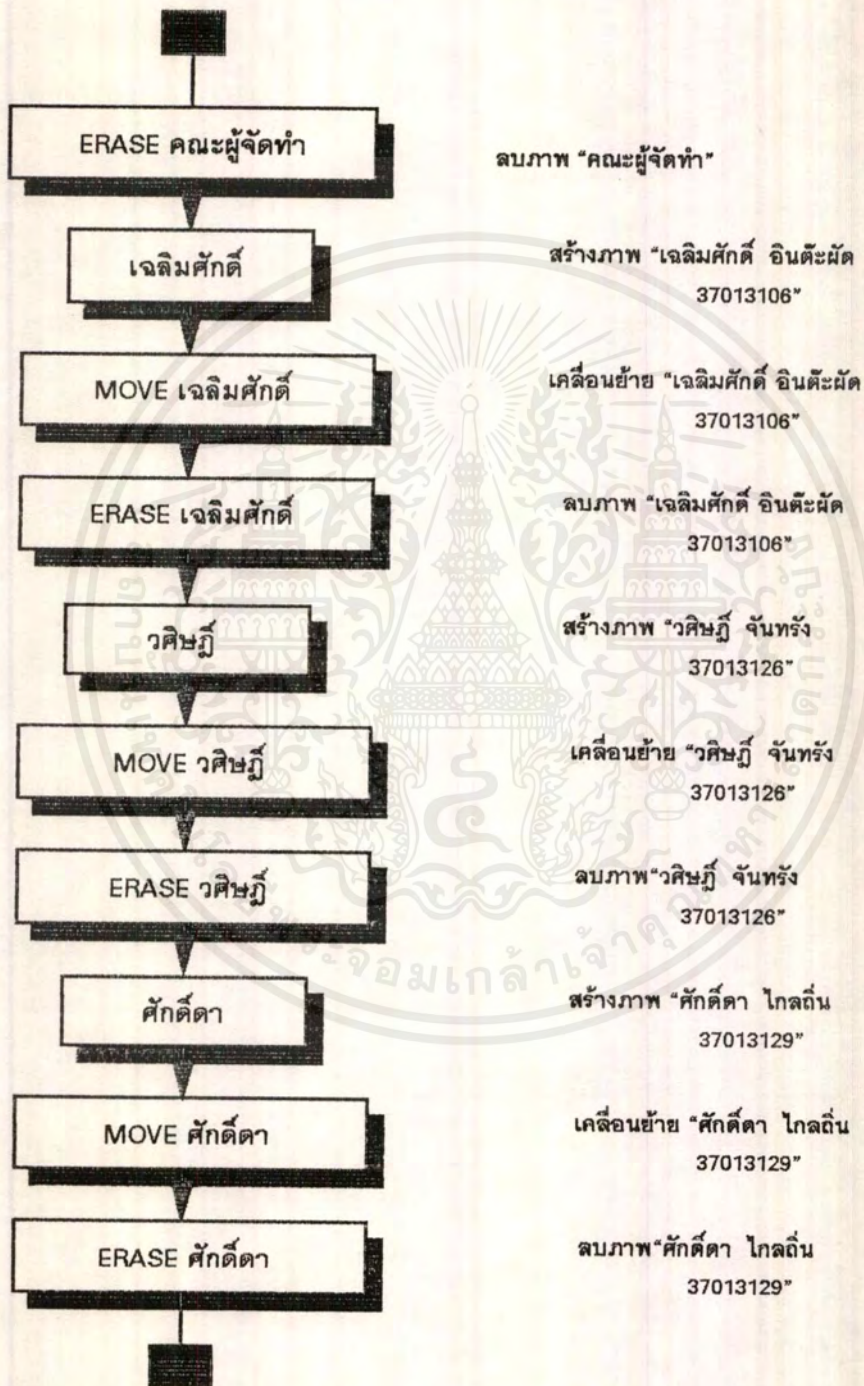 ERASE คณะผู้จัดทำ
ลบภาพ "คณะผู้จัดทำ"
เฉลิมศักดิ์
สร้างภาพ "เฉลิมศักดิ์ อินต๊ะผัด
37013106"
MOVE เฉลิมศักดิ์
เคลื่อนย้าย "เฉลิมศักดิ์ อินต๊ะผัด
37013106"
ERASE เฉลิมศักดิ์
ลบภาพ "เฉลิมศักดิ์ อินต๊ะผัด
37013106"
วศิษฎิ์
สร้างภาพ "วศิษฎิ์ จันทรัง
37013126"
MOVE วศิษฎิ์
เคลื่อนย้าย "วศิษฎิ์ จันทรัง
37013126"
ERASE วศิษฎิ์
ลบภาพ"วศิษฎิ์ จันทรัง
37013126"
ศักดิ์ดา
สร้างภาพ "ศักดิ์ดา ไกลถิ่น
37013129"
MOVE ศักดิ์ดา
เคลื่อนย้าย "ศักดิ์ดา ไกลถิ่น
37013129"
ERASE ศักดิ์ดา
ลบภาพ"ศักดิ์ดา ไกลถิ่น
37013129"